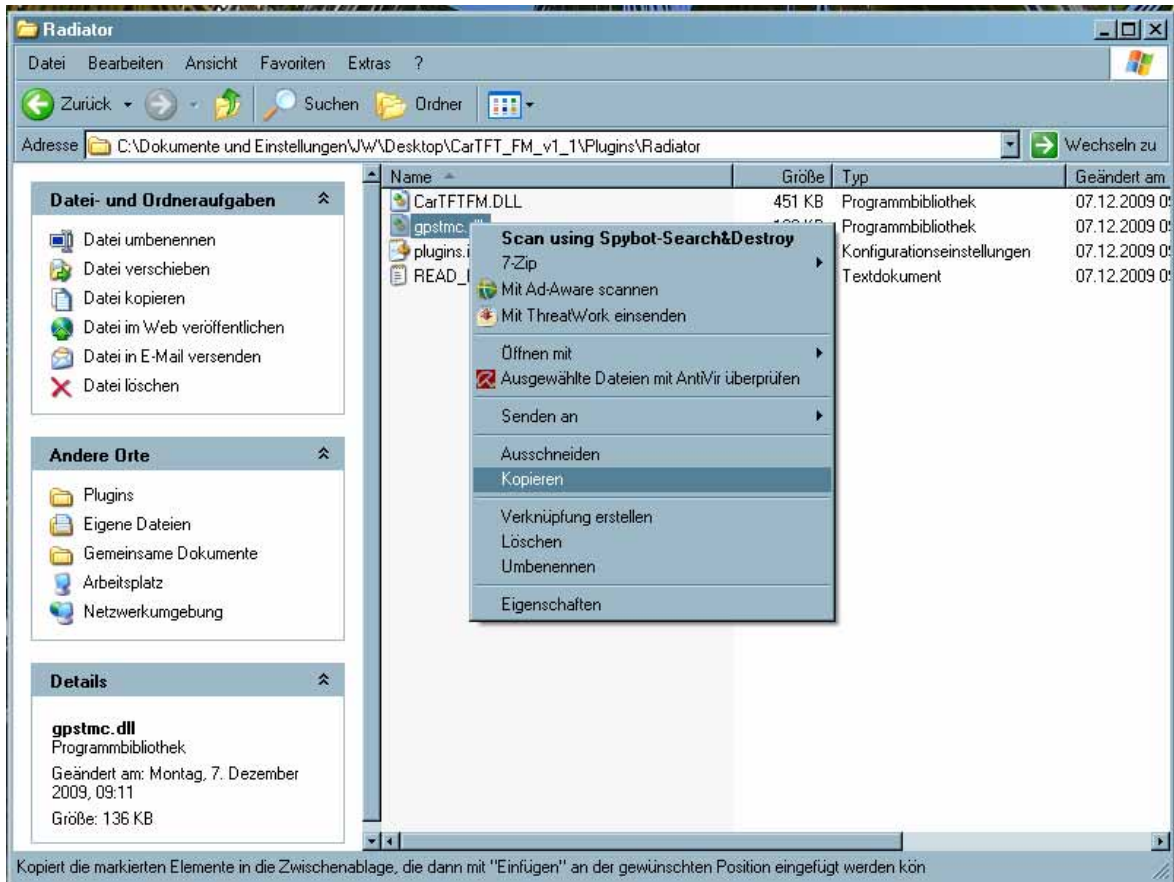 Radiator
Datei Bearbeiten Ansicht Favoriten Extras ?
Zurück Suchen Ordner
Adresse C:\Dokumente und Einstellungen\JW\Desktop\CarTFT_FM_v1_1\Plugins\Radiator Wechseln zu
Datei- und Ordneraufgaben
Datei umbenennen
Datei verschieben
Datei kopieren
Datei im Web veröffentlichen
Datei in E-Mail versenden
Datei löschen
Andere Orte
Plugins
Eigene Dateien
Gemeinsame Dokumente
Arbeitsplatz
Netzwerkumgebung
Details
gpstmc.dll
Programmbibliothek
Geändert am: Montag, 7. Dezember
2009, 09:11
Größe: 136 KB
Name Größe Typ Geändert am
CarTFTFM.DLL 451 KB Programmbibliothek 07.12.2009 0
gpstmc. Programmbibliothek 07.12.2009 0
plugins.i Konfigurationseinstellungen 07.12.2009 0
READ_ Textdokument 07.12.2009 0
Scan using Spybot-Search&Destroy
7-Zip
Mit Ad-Aware scannen
Mit ThreatWork einsenden
Öffnen mit
Ausgewählte Dateien mit AntiVir überprüfen
Senden an
Ausschneiden
Kopieren
Verknüpfung erstellen
Löschen
Umbenennen
Eigenschaften
Kopiert die markierten Elemente in die Zwischenablage, die dann mit "Einfügen" an der gewünschten Position eingefügt werden kön